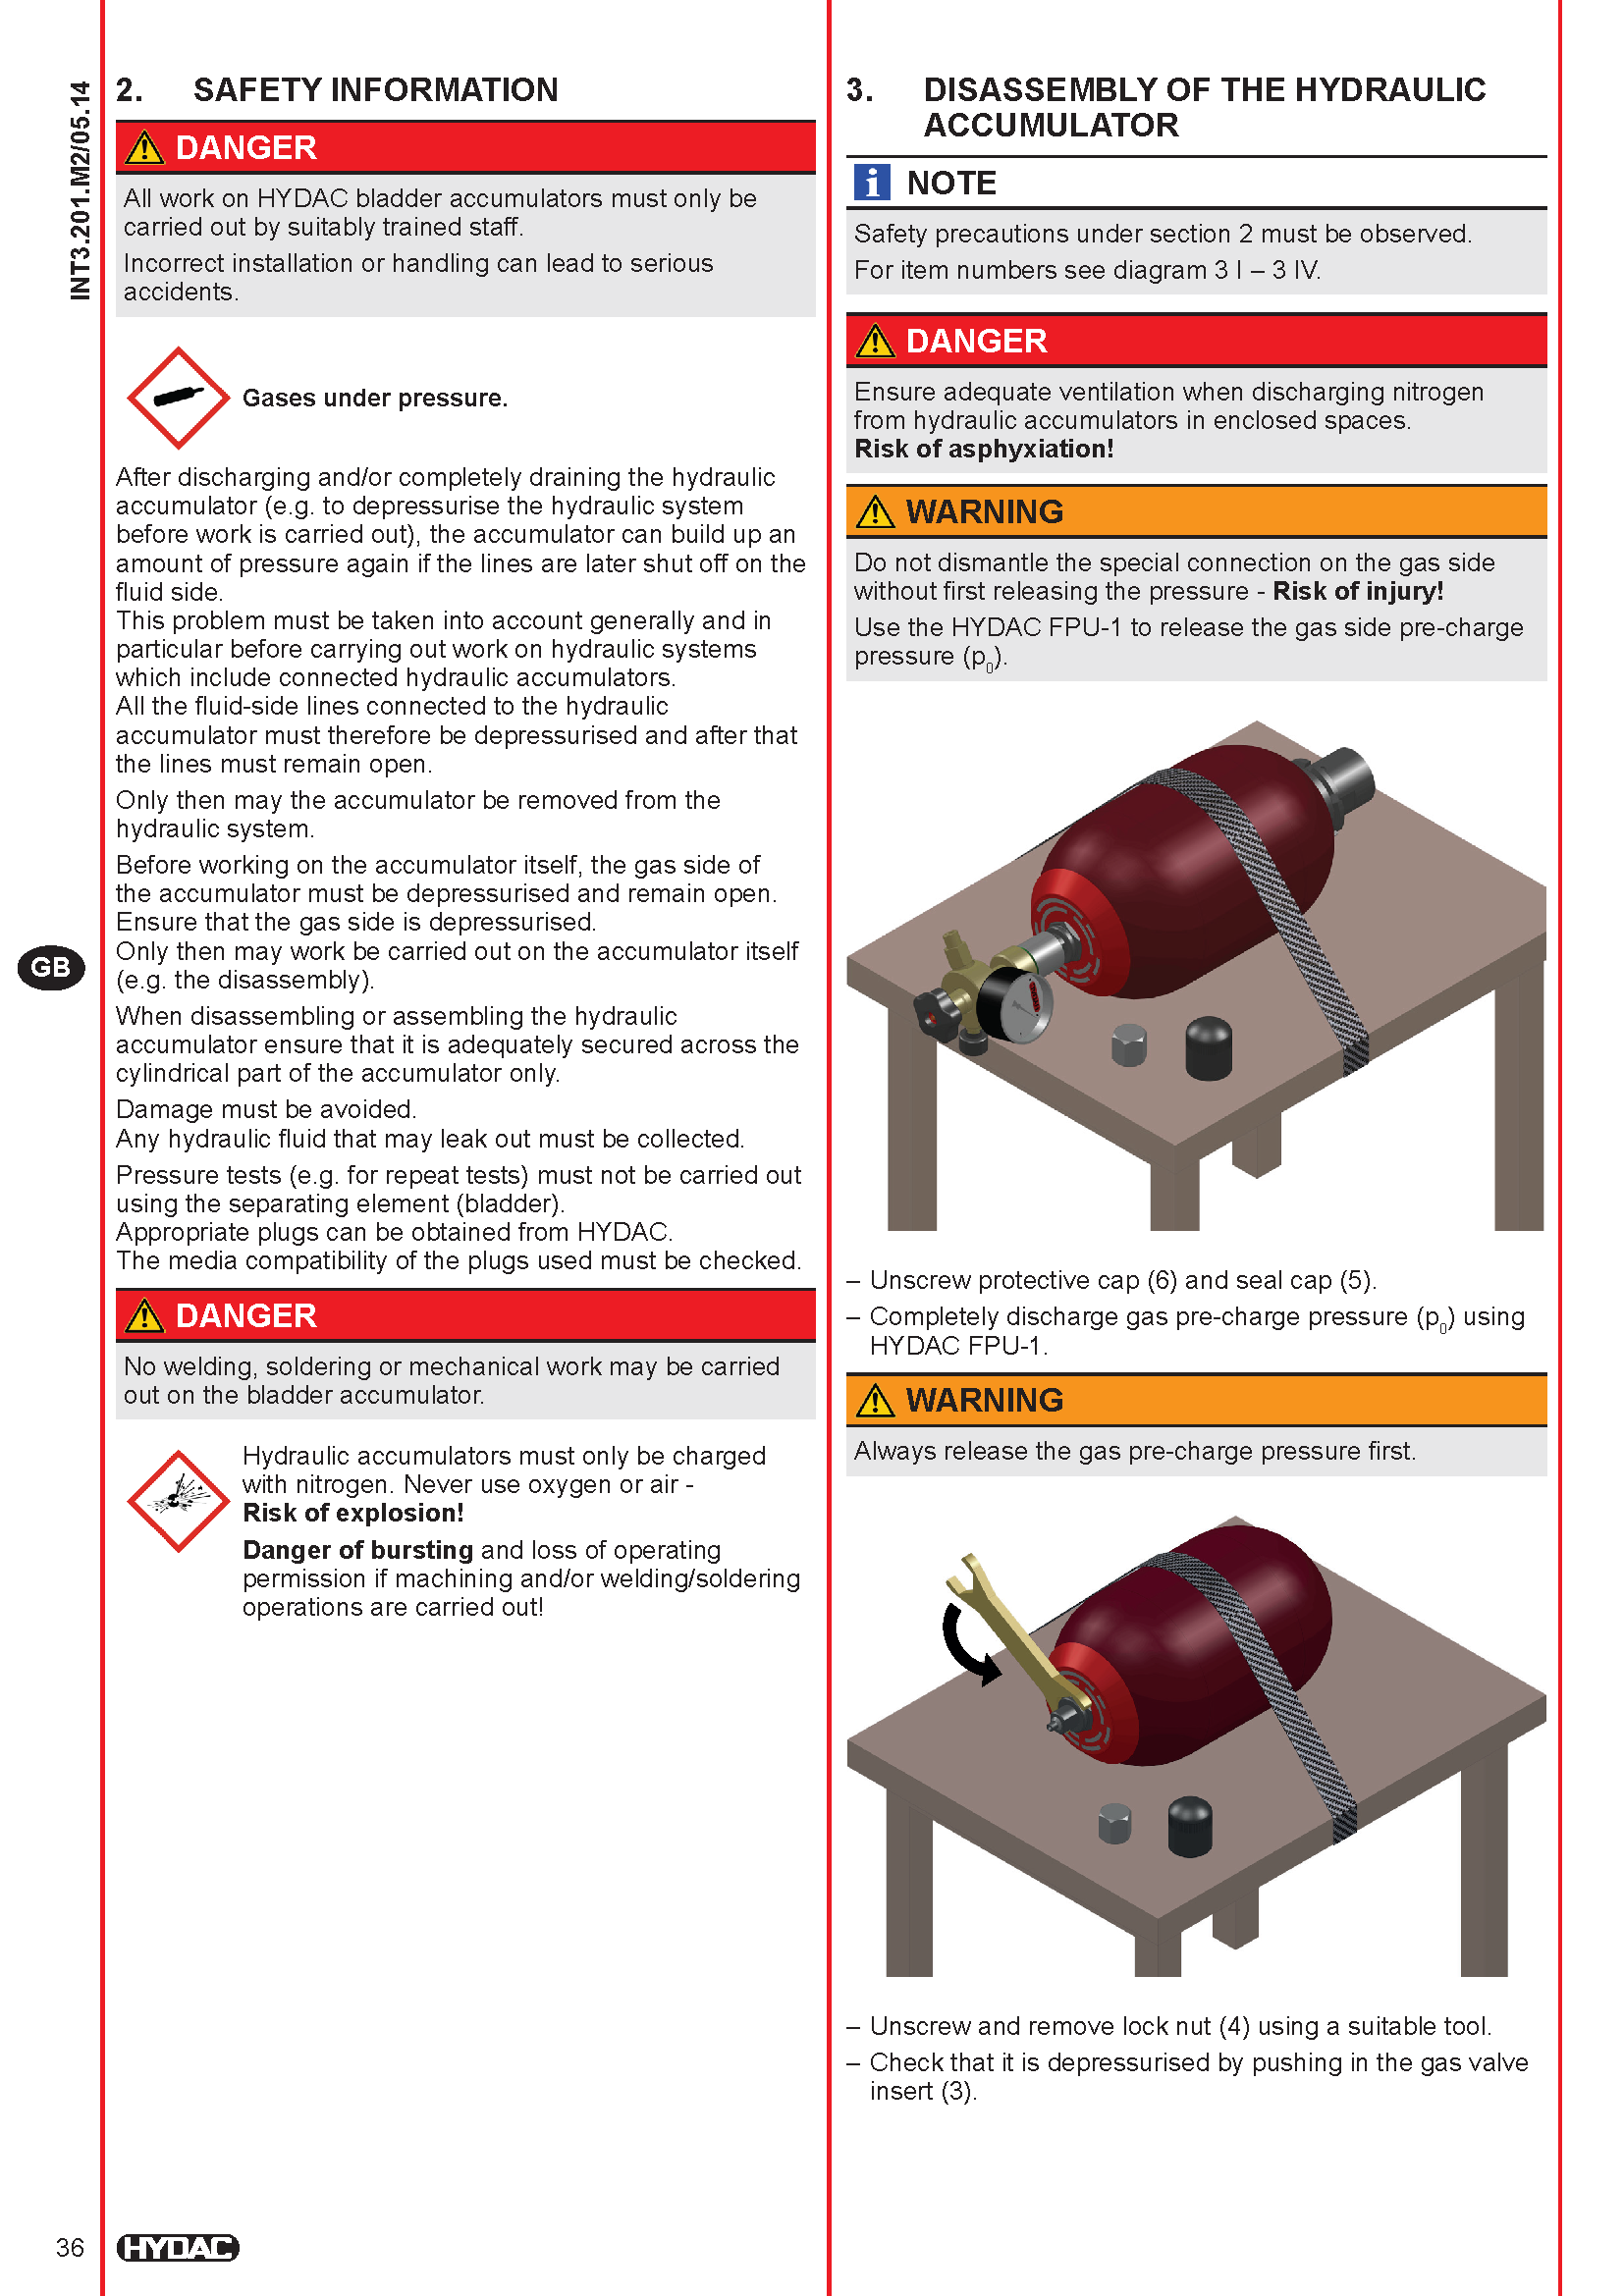 INT3.201.M2/05.14
2. SAFETY INFORMATION
DANGER
All work on HYDAC bladder accumulators must only be
carried out by suitably trained staff.
Incorrect installation or handling can lead to serious
accidents.
Gases under pressure.
After discharging and/or completely draining the hydraulic
accumulator (e.g. to depressurise the hydraulic system
before work is carried out), the accumulator can build up an
amount of pressure again if the lines are later shut off on the
fluid side.
This problem must be taken into account generally and in
particular before carrying out work on hydraulic systems
which include connected hydraulic accumulators.
All the fluid-side lines connected to the hydraulic
accumulator must therefore be depressurised and after that
the lines must remain open.
Only then may the accumulator be removed from the
hydraulic system.
Before working on the accumulator itself, the gas side of
the accumulator must be depressurised and remain open.
Ensure that the gas side is depressurised.
Only then may work be carried out on the accumulator itself
(e.g. the disassembly).
When disassembling or assembling the hydraulic
accumulator ensure that it is adequately secured across the
cylindrical part of the accumulator only.
Damage must be avoided.
Any hydraulic fluid that may leak out must be collected.
Pressure tests (e.g. for repeat tests) must not be carried out
using the separating element (bladder).
Appropriate plugs can be obtained from HYDAC.
The media compatibility of the plugs used must be checked.
DANGER
No welding, soldering or mechanical work may be carried
out on the bladder accumulator.
Hydraulic accumulators must only be charged
with nitrogen. Never use oxygen or air -
Risk of explosion!
Danger of bursting and loss of operating
permission if machining and/or welding/soldering
operations are carried out!
GB
3. DISASSEMBLY OF THE HYDRAULIC
ACCUMULATOR
NOTE
Safety precautions under section 2 must be observed.
For item numbers see diagram 3 I – 3 IV.
DANGER
Ensure adequate ventilation when discharging nitrogen
from hydraulic accumulators in enclosed spaces.
Risk of asphyxiation!
WARNING
Do not dismantle the special connection on the gas side
without first releasing the pressure - Risk of injury!
Use the HYDAC FPU-1 to release the gas side pre-charge
pressure (p0).
– Unscrew protective cap (6) and seal cap (5).
– Completely discharge gas pre-charge pressure (p0) using
HYDAC FPU-1.
WARNING
Always release the gas pre-charge pressure first.
– Unscrew and remove lock nut (4) using a suitable tool.
– Check that it is depressurised by pushing in the gas valve
insert (3).
36
HYDAC